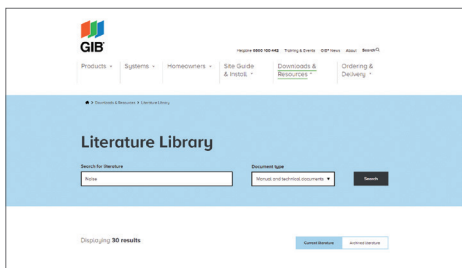 GIB®
Helpline 0800 100 442 Training & Events GIB® News About Search
Products Systems Homeowners Site Guide & Install Downloads & Resources Ordering & Delivery
Downloads & Resources > Literature Library
Literature Library
Search for literature Document type
Noise Manual and technical documents Search
Displaying 30 results Current literature Archived literature